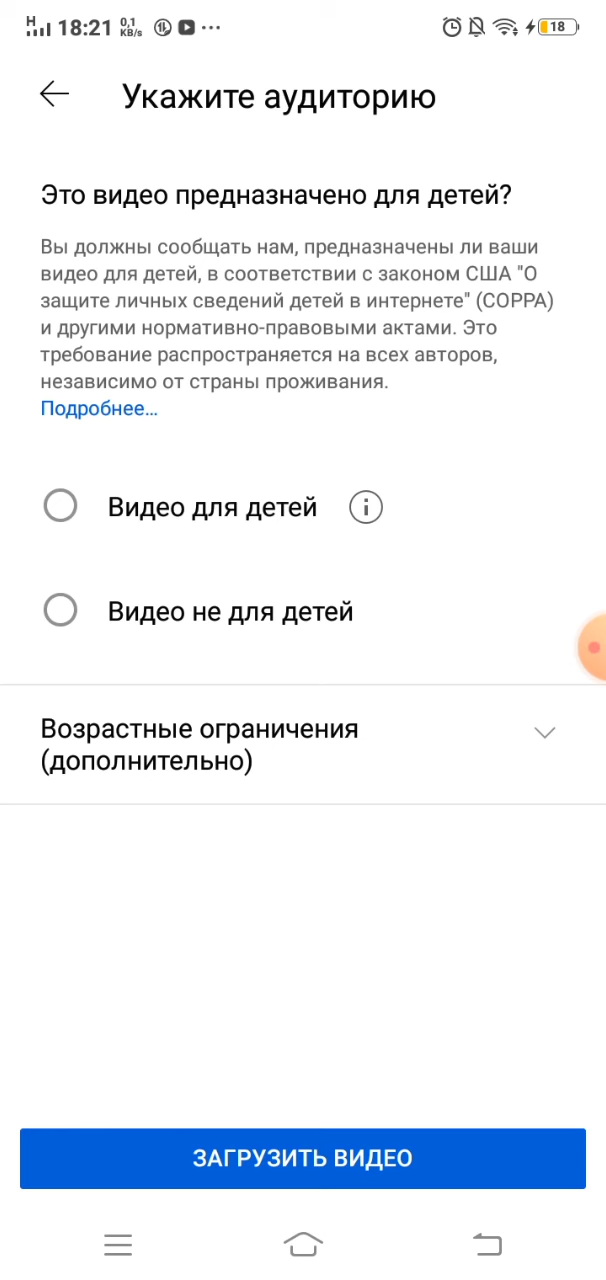 H 18:21 0,1 KB/s 18
Укажите аудиторию
Это видео предназначено для детей?
Вы должны сообщать нам, предназначены ли ваши
видео для детей, в соответствии с законом США "О
защите личных сведений детей в интернете" (COPPA)
и другими нормативно-правовыми актами. Это
требование распространяется на всех авторов,
независимо от страны проживания.
Подробнее...
Видео для детей
Видео не для детей
Возрастные ограничения
(дополнительно)
ЗАГРУЗИТЬ ВИДЕО